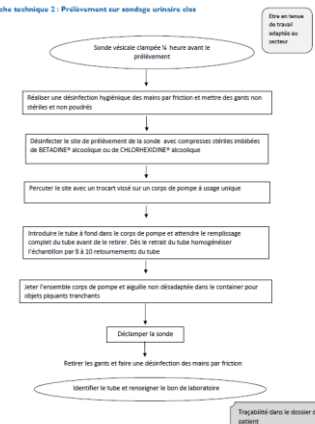 che technique 2 : Prélèvement sur sondage urinaire clos
Etre en tenue
de travail
adaptée au
secteur
Sonde vésicale clampée ¼ heure avant le
prélèvement
Réaliser une désinfection hygiénique des mains par friction et mettre des gants non
stériles et non poudrés
Désinfecter le site de prélèvement de la sonde avec compresses stériles imbibées
de BETADINE® alcoolique ou de CHLORHEXIDINE® alcoolique
Percuter le site avec un trocart vissé sur un corps de pompe à usage unique
Introduire le tube à fond dans le corps de pompe et attendre le remplissage
complet du tube avant de le retirer. Dès le retrait du tube homogénéiser
l'échantillon par 8 à 10 retournements du tube
Jeter l'ensemble corps de pompe et aiguille non désadaptée dans le container pour
objets piquants tranchants
Déclamper la sonde
Retirer les gants et faire une désinfection des mains par friction
Identifier le tube et renseigner le bon de laboratoire
Traçabilité dans le dossier d
patient